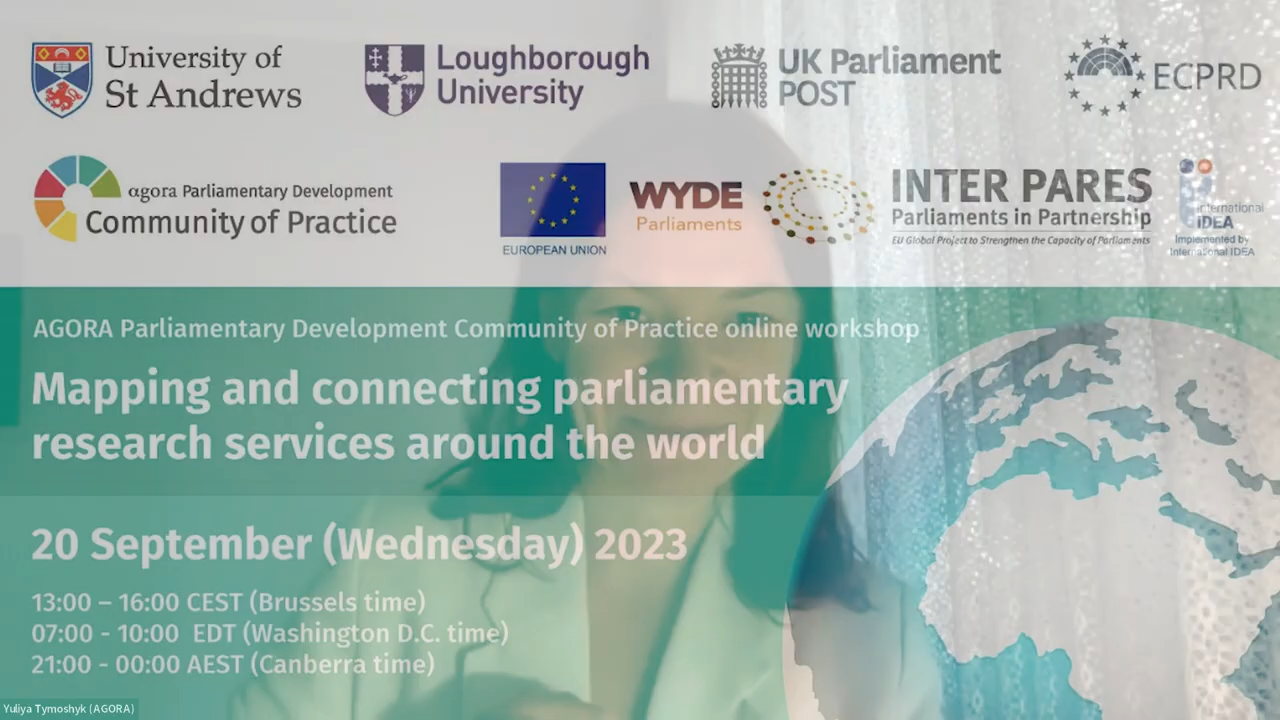 University of
St Andrews
Loughborough
University
UK Parliament
POST
ECPRD
agora Parliamentary Development
Community of Practice
EUROPEAN UNION
WYDE
Parliaments
INTER PARES
Parliaments in Partnership
EU Global Project to Strengthen the Capacity of Parliaments
International
IDEA
Implemented by
International IDEA
AGORA Parliamentary Development Community of Practice online workshop
Mapping and connecting parliamentary
research services around the world
20 September (Wednesday) 2023
13:00 – 16:00 CEST (Brussels time)
07:00 - 10:00 EDT (Washington D.C. time)
21:00 - 00:00 AEST (Canberra time)
Yuliya Tymoshyk (AGORA)